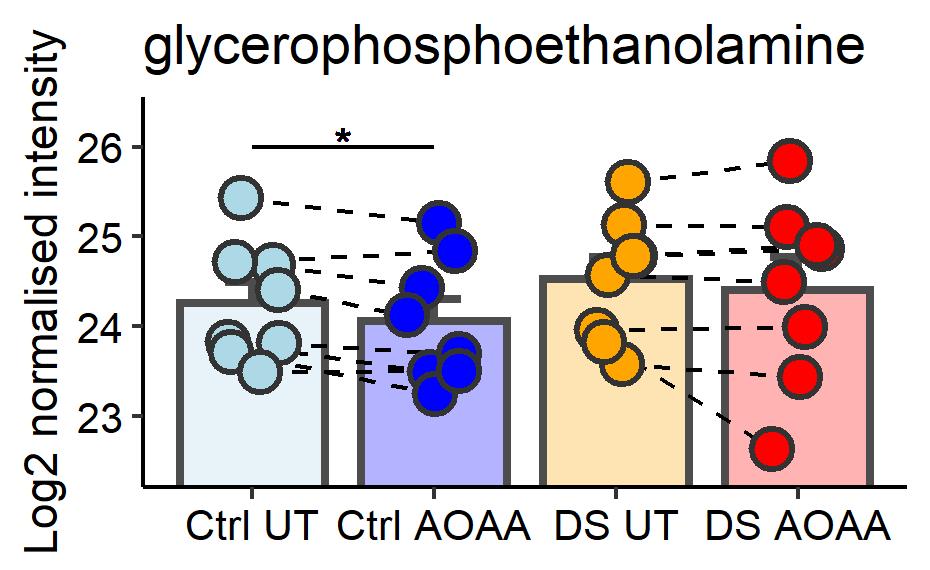 glycerophosphoethanolamine
Log2 normalised intensity
26
25
24
23
*
Ctrl UT
Ctrl AOAA
DS UT
DS AOAA